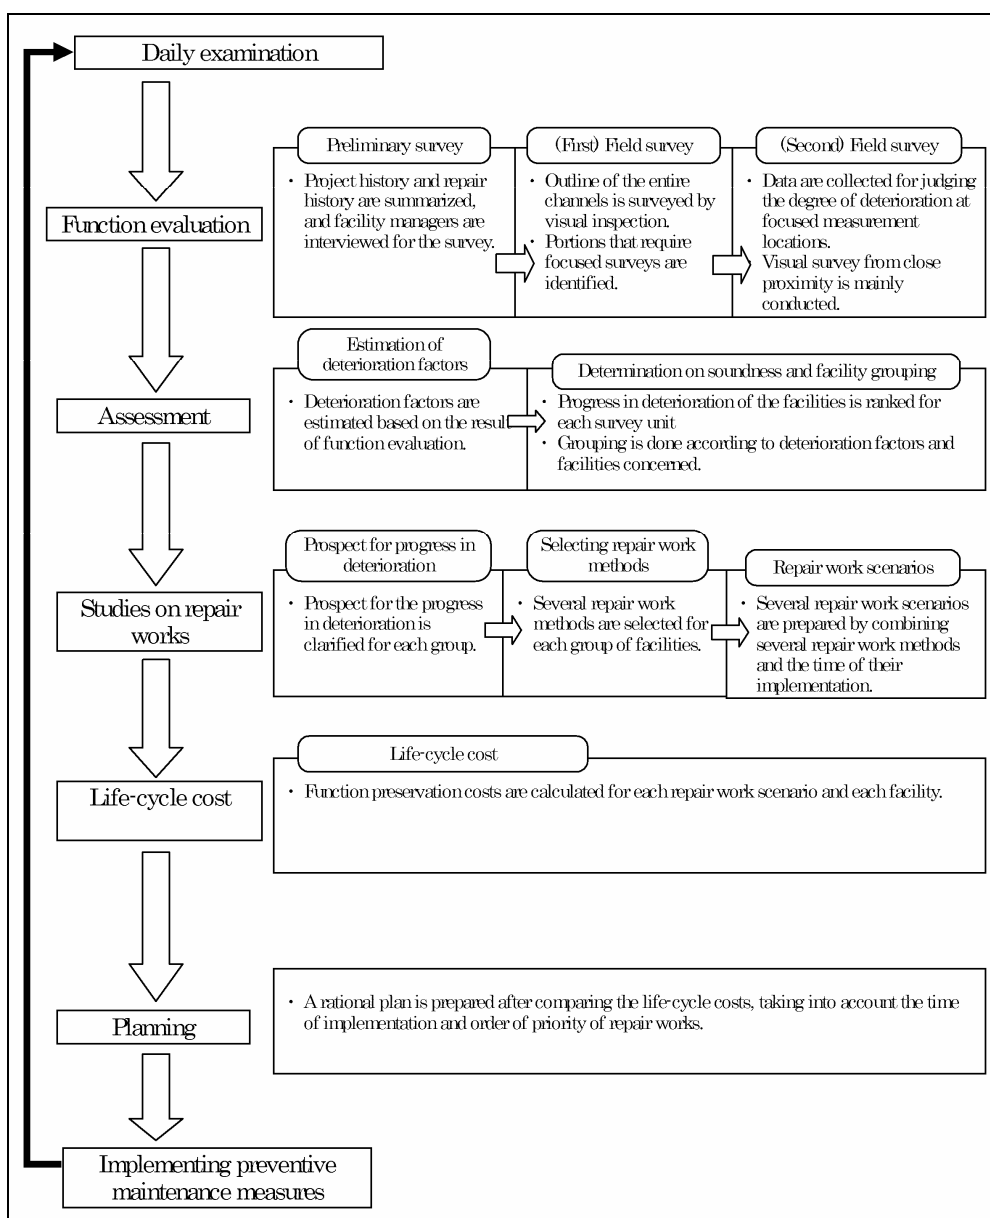 Daily examination
Preliminary survey
(First) Field survey
(Second) Field survey
・ Project history and repair
history are summarized,
and facility managers are
interviewed for the survey.
・ Outline of the entire
channels is surveyed by
visual inspection.
・ Portions that require
focused surveys are
identified.
・ Data are collected for judging
the degree of deterioration at
focused measurement
locations.
・ Visual survey from close
proximity is mainly
conducted.
Function evaluation
Estimation of
deterioration factors
Determination on soundness and facility grouping
・ Deterioration factors are
estimated based on the result
of function evaluation.
・ Progress in deterioration of the facilities is ranked for
each survey unit
・ Grouping is done according to deterioration factors and
facilities concerned.
Assessment
Prospect for progress in
deterioration
Selecting repair work
methods
Repair work scenarios
・ Prospect for the progress
in deterioration is
clarified for each group.
・ Several repair work
methods are selected for
each group of facilities.
・ Several repair work scenarios
are prepared by combining
several repair work methods
and the time of their
implementation.
Studies on repair
works
Life-cycle cost
・ Function preservation costs are calculated for each repair work scenario and each facility.
Life-cycle cost
・ A rational plan is prepared after comparing the life-cycle costs, taking into account the time
of implementation and order of priority of repair works.
Planning
Implementing preventive
maintenance measures